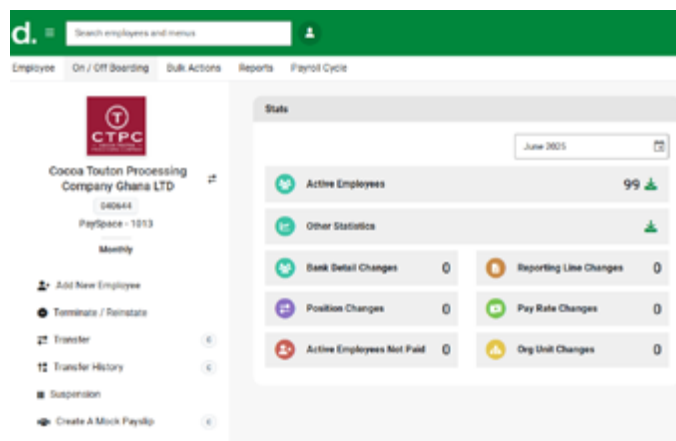 d.
Search employees and menus
Employee On / Off Boarding Bulk Actions Reports Payroll Cycle
T
CTPC
Cocoa Touton Processing
Company Ghana LTD
PaySpace - 1013
Monthly
Add New Employee
Terminate / Reinstate
Transfer
Transfer History
Suspension
Create A Mock Payslip
Stats
June 2025
Active Employees 99
Other Statistics
Bank Detail Changes 0
Reporting Line Changes 0
Position Changes 0
Pay Rate Changes 0
Active Employees Not Paid 0
Org Unit Changes 0